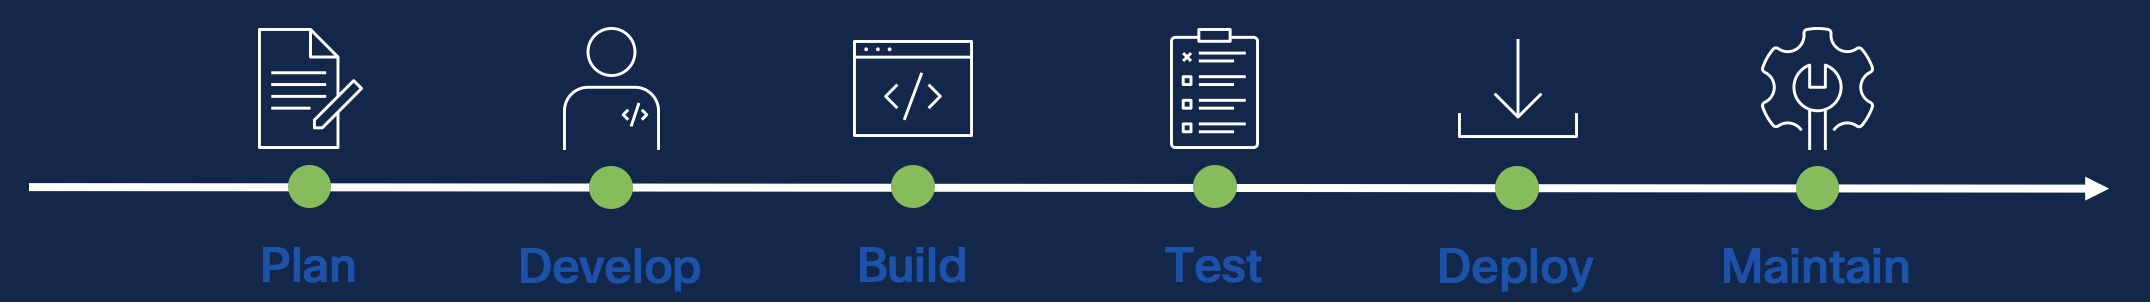 Plan
Develop
Build
Test
Deploy
Maintain